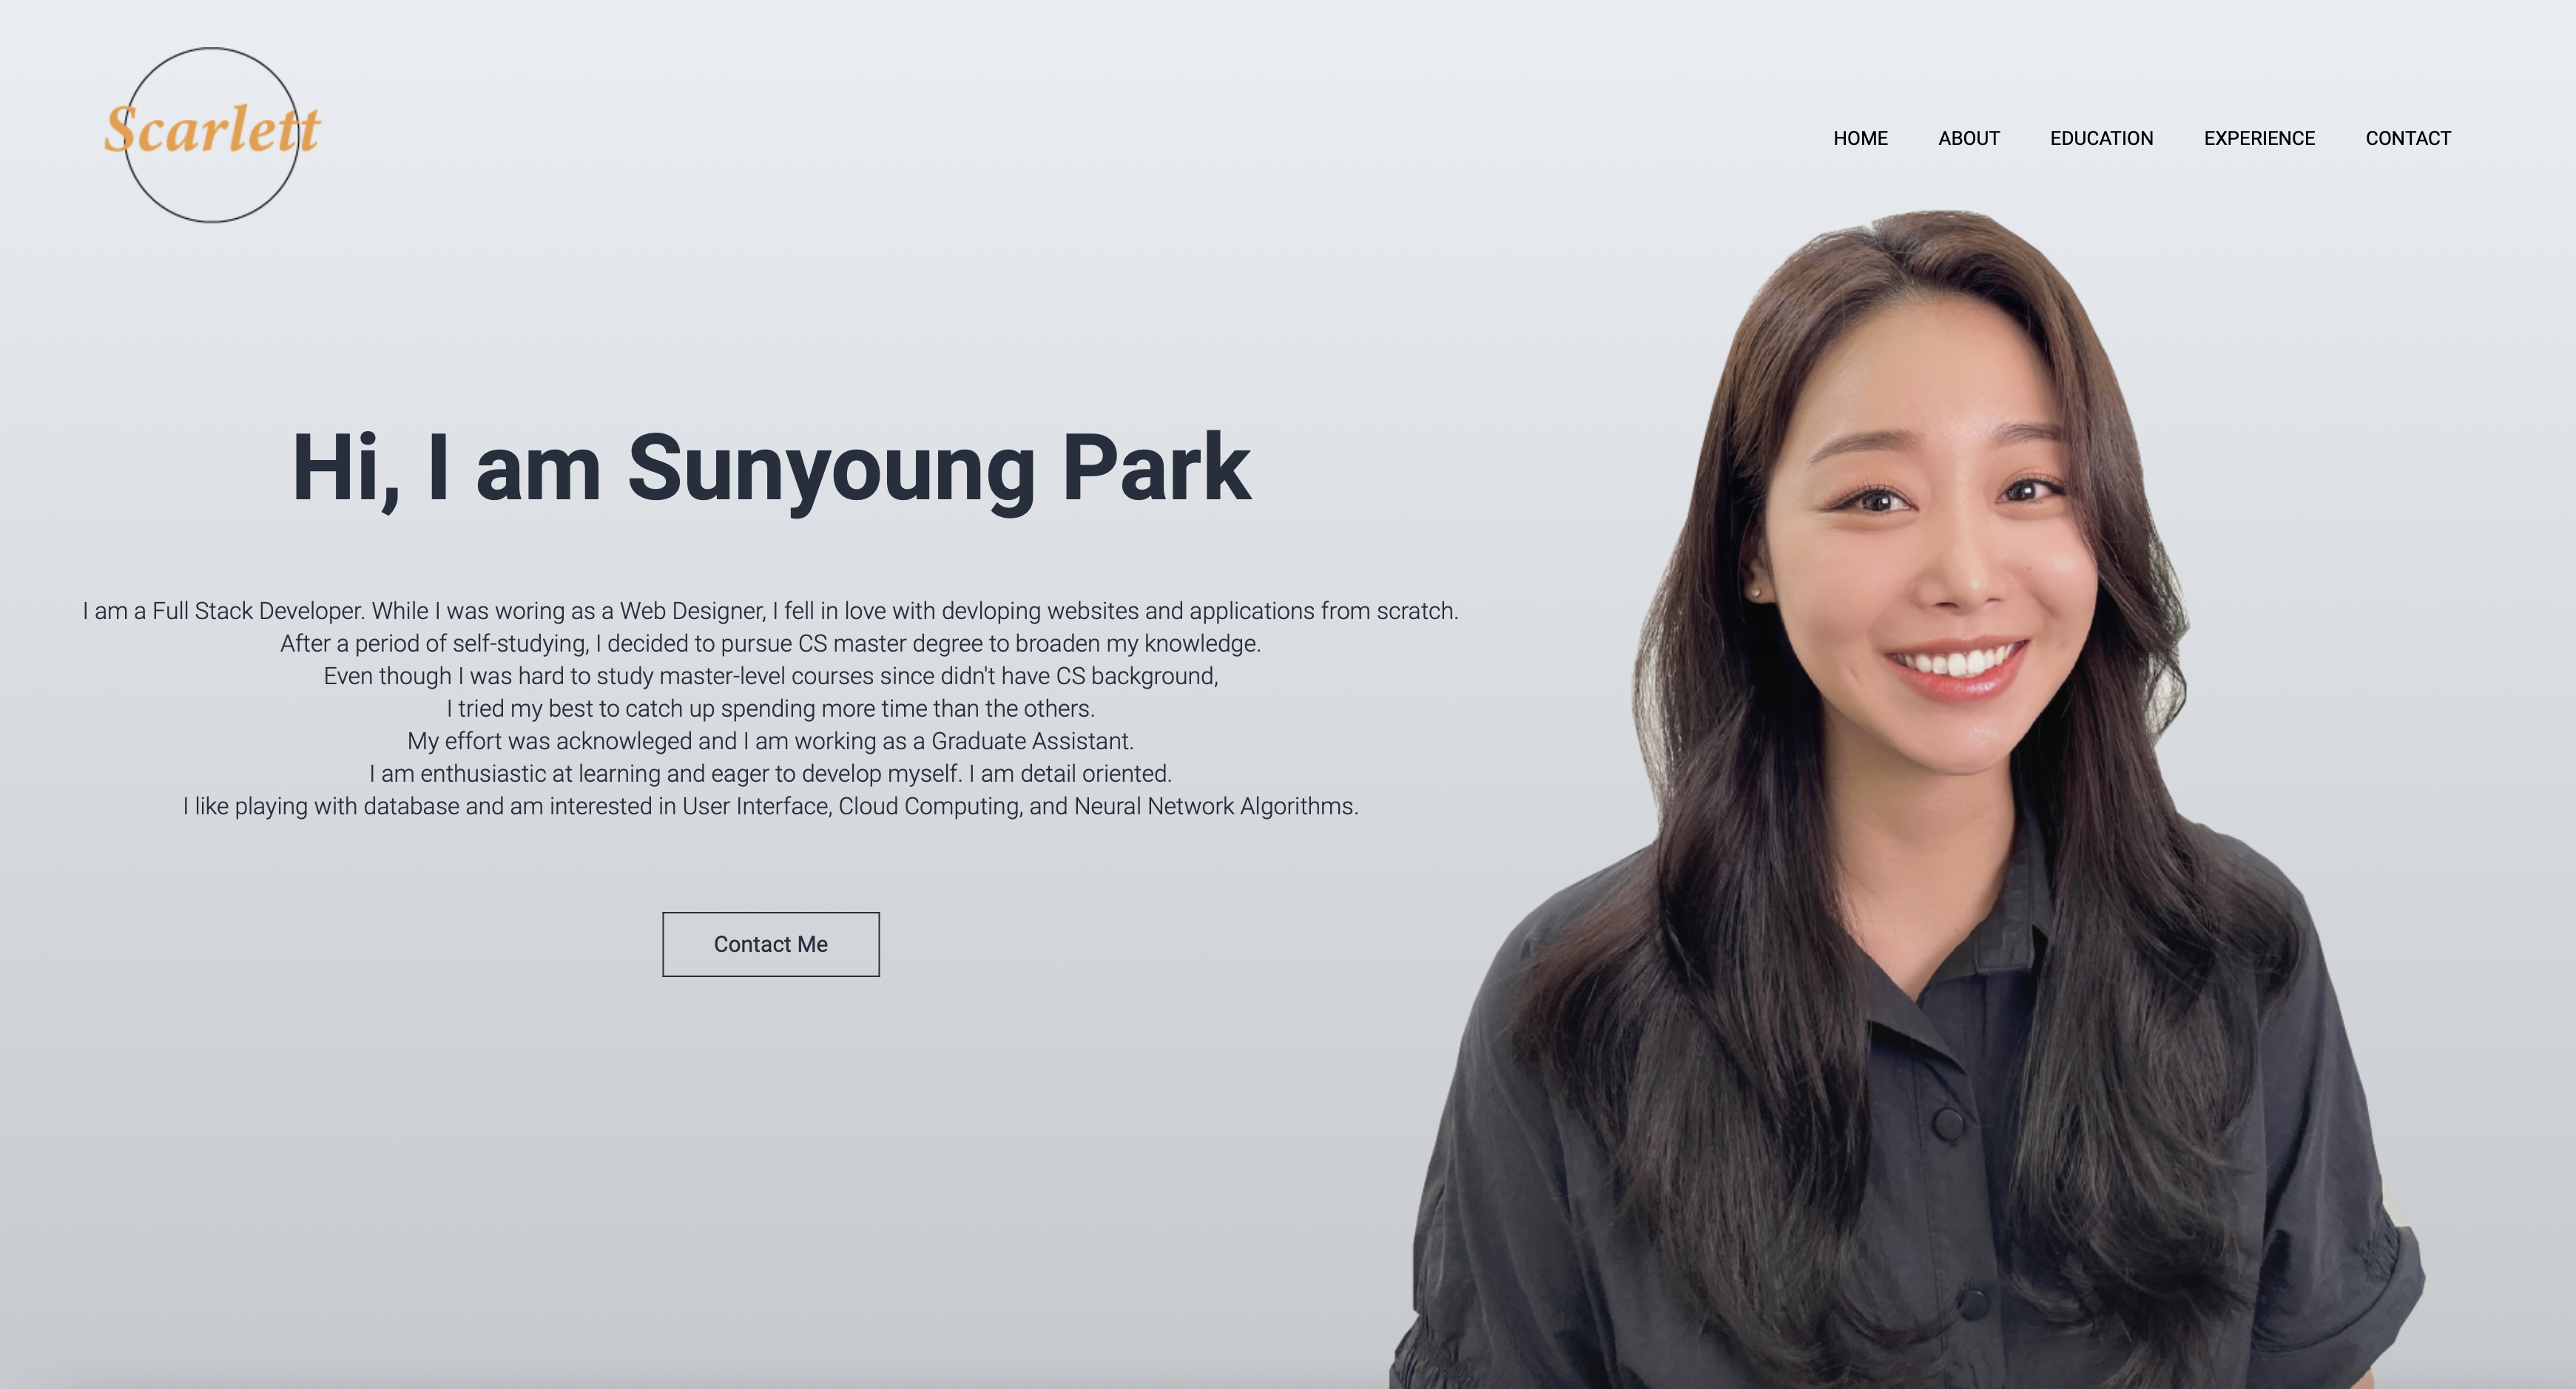 Scarlett
HOME ABOUT EDUCATION EXPERIENCE CONTACT
Hi, I am Sunyoung Park
I am a Full Stack Developer. While I was woring as a Web Designer, I fell in love with devloping websites and applications from scratch.
After a period of self-studying, I decided to pursue CS master degree to broaden my knowledge.
Even though I was hard to study master-level courses since didn't have CS background,
I tried my best to catch up spending more time than the others.
My effort was acknowleged and I am working as a Graduate Assistant.
I am enthusiastic at learning and eager to develop myself. I am detail oriented.
I like playing with database and am interested in User Interface, Cloud Computing, and Neural Network Algorithms.
Contact Me